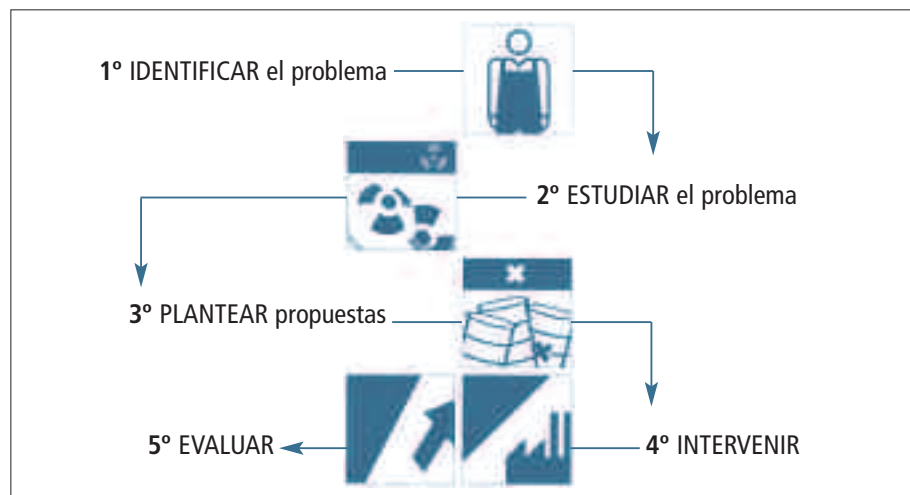 1º IDENTIFICAR el problema
2º ESTUDIAR el problema
3º PLANTEAR propuestas
4º INTERVENIR
5º EVALUAR